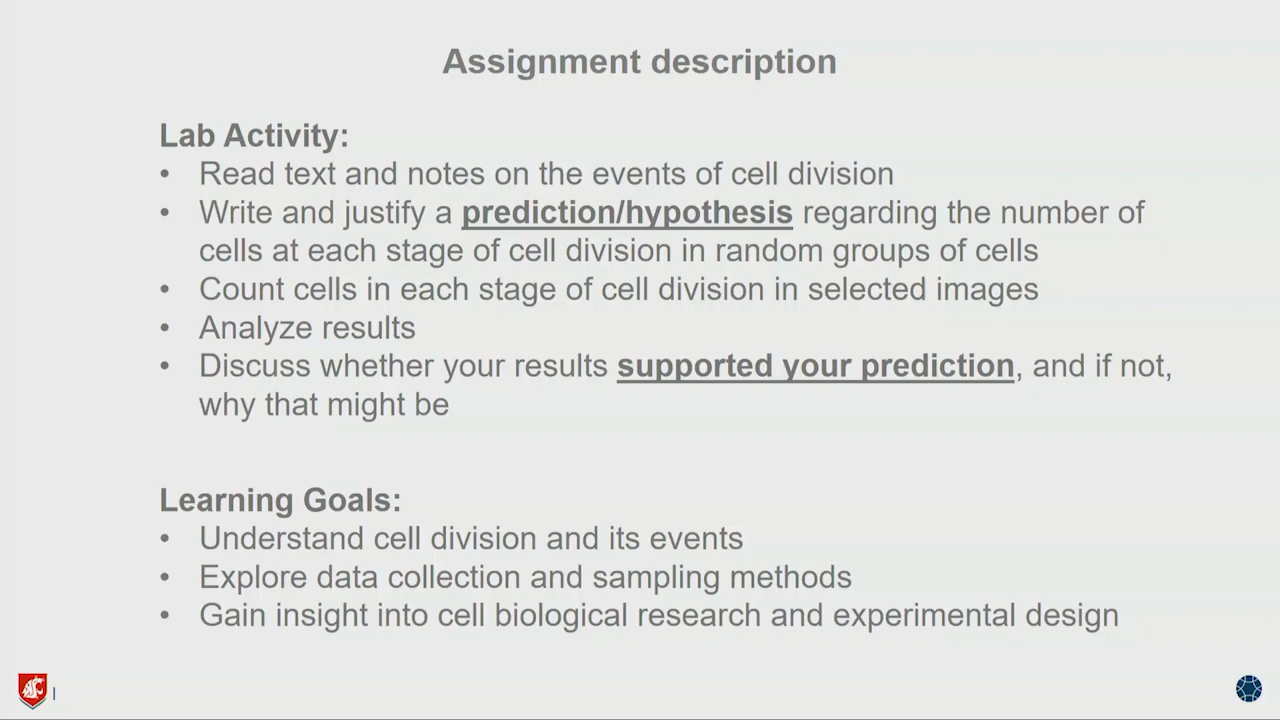 Assignment description
Lab Activity:
• Read text and notes on the events of cell division
• Write and justify a prediction/hypothesis regarding the number of
cells at each stage of cell division in random groups of cells
• Count cells in each stage of cell division in selected images
• Analyze results
• Discuss whether your results supported your prediction, and if not,
why that might be
Learning Goals:
• Understand cell division and its events
• Explore data collection and sampling methods
• Gain insight into cell biological research and experimental design